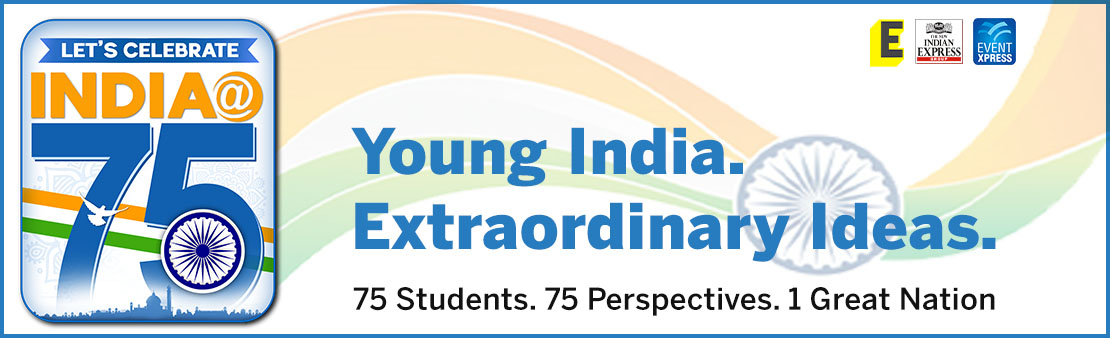 LET'S CELEBRATE
INDIA@
75
E
THE NEW
INDIAN
EXPRESS
GROUP
EVENT
XPRESS
Young India.
Extraordinary Ideas.
75 Students. 75 Perspectives. 1 Great Nation